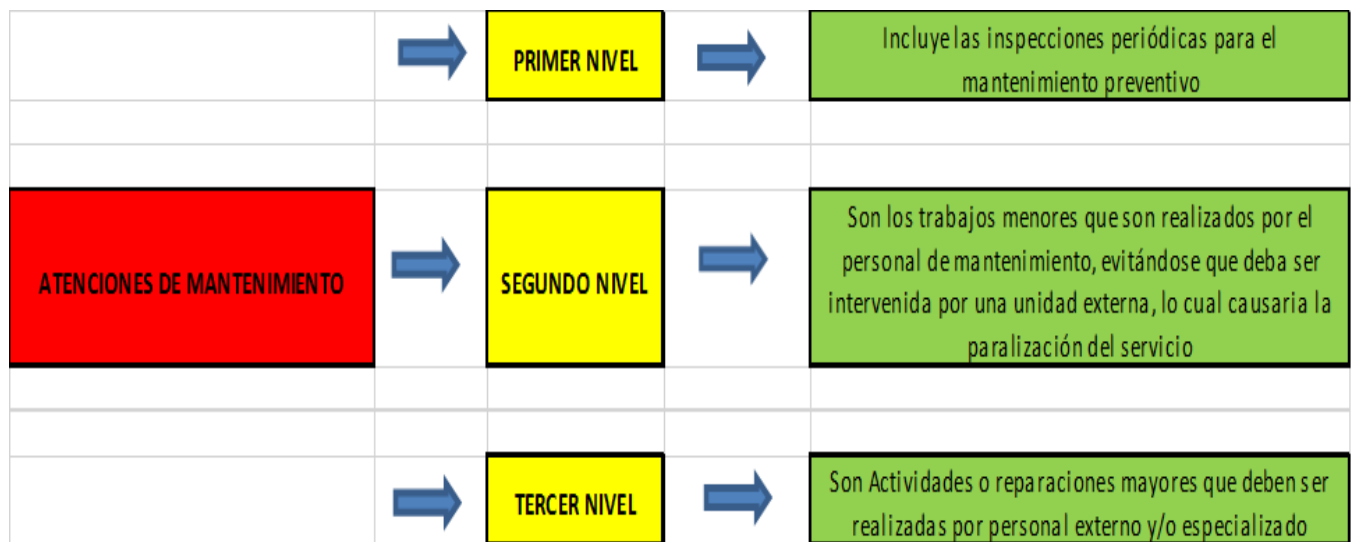 PRIMER NIVEL
Incluye las inspecciones periódicas para el
mantenimiento preventivo
ATENCIONES DE MANTENIMIENTO
SEGUNDO NIVEL
Son los trabajos menores que son realizados por el
personal de mantenimiento, evitándose que deba ser
intervenida por una unidad externa, lo cual causaria la
paralización del servicio
TERCER NIVEL
Son Actividades o reparaciones mayores que deben ser
realizadas por personal externo y/o especializado